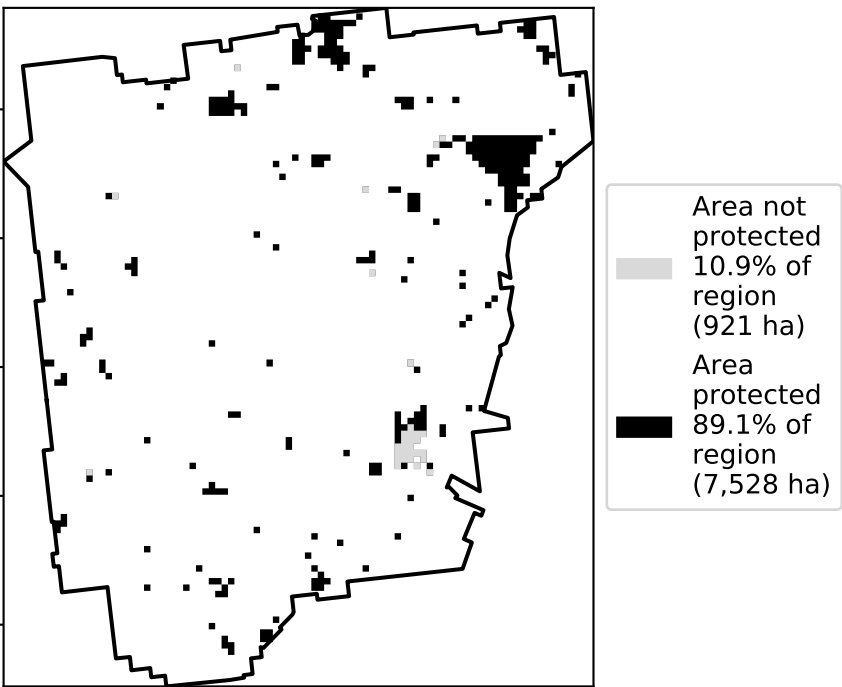 Area not
protected
10.9% of
region
(921 ha)
Area
protected
89.1% of
region
(7,528 ha)